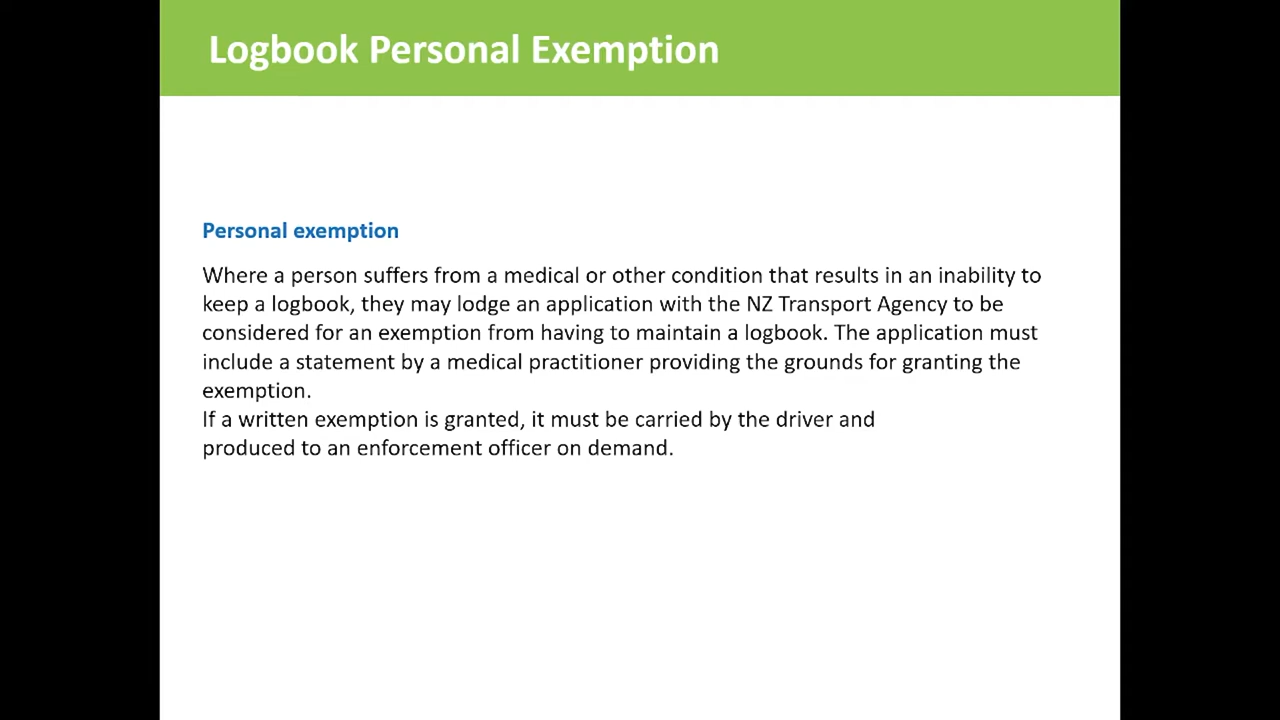 Logbook Personal Exemption
Personal exemption
Where a person suffers from a medical or other condition that results in an inability to
keep a logbook, they may lodge an application with the NZ Transport Agency to be
considered for an exemption from having to maintain a logbook. The application must
include a statement by a medical practitioner providing the grounds for granting the
exemption.
If a written exemption is granted, it must be carried by the driver and
produced to an enforcement officer on demand.